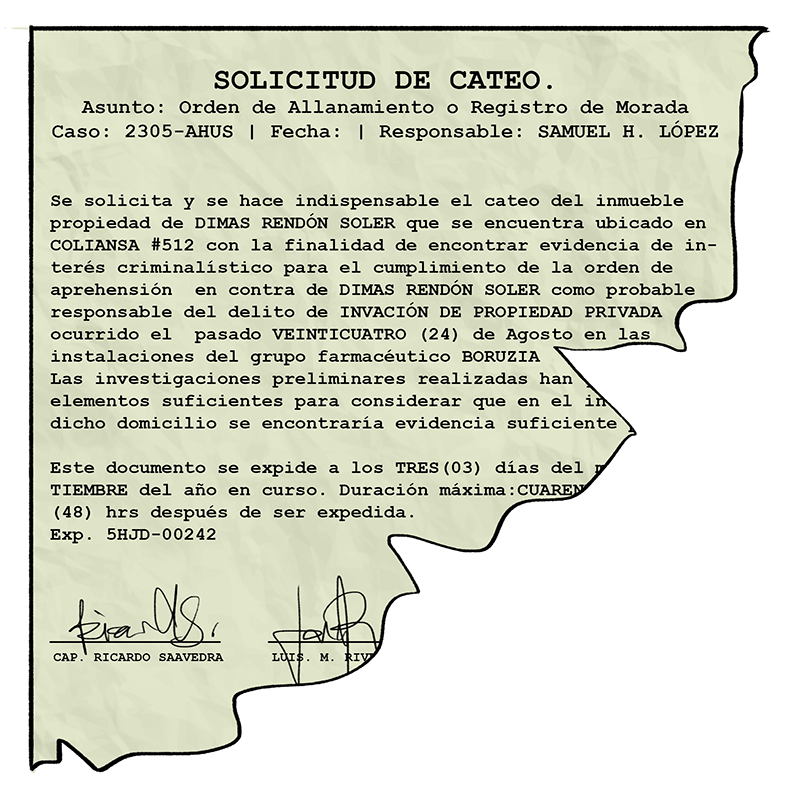 SOLICITUD DE CATEO.
Asunto: Orden de Allanamiento o Registro de Morada
Caso: 2305-AHUS | Fecha: | Responsable: SAMUEL H. LÓPEZ
Se solicita y se hace indispensable el cateo del inmueble
propiedad de DIMAS RENDÓN SOLER que se encuentra ubicado en
COLIANSA #512 con la finalidad de encontrar evidencia de in-
terés criminalístico para el cumplimiento de la orden de
aprehensión en contra de DIMAS RENDÓN SOLER como probable
responsable del delito de INVACIÓN DE PROPIEDAD PRIVADA
ocurrido el pasado VEINTICUATRO (24) de Agosto en las
instalaciones del grupo farmacéutico BORUZIA
Las investigaciones preliminares realizadas han
elementos suficientes para considerar que en el in
dicho domicilio se encontraría evidencia suficiente
Este documento se expide a los TRES(03) días del
TIEMBRE del año en curso. Duración máxima:CUAREN
(48) hrs después de ser expedida.
Exp. 5HJD-00242
CAP. RICARDO SAAVEDRA LUIS. M. RIV